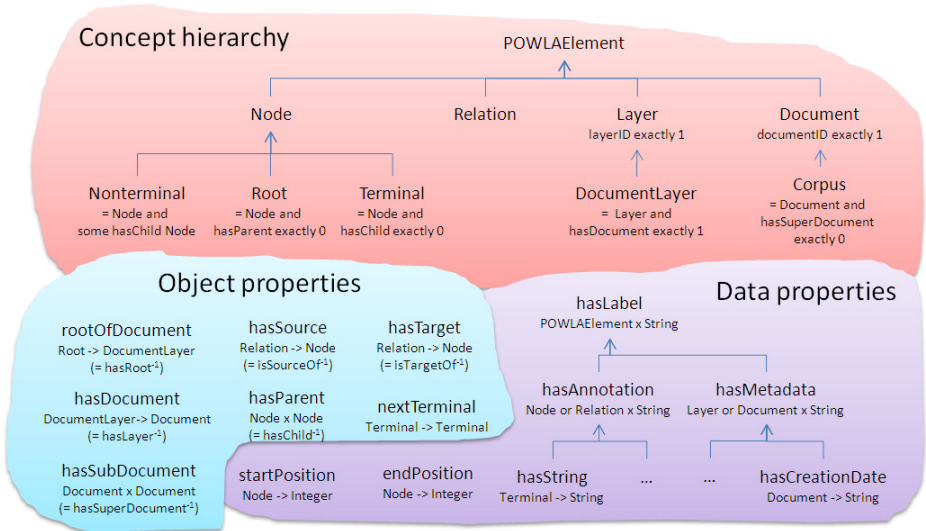 Concept hierarchy
POWLAElement
Node
Relation
Layer
layerID exactly 1
Document
documentID exactly 1
Nonterminal
= Node and
some hasChild Node
Root
= Node and
hasParent exactly 0
Terminal
= Node and
hasChild exactly 0
DocumentLayer
= Layer and
hasDocument exactly 1
Corpus
= Document and
hasSuperDocument
exactly 0
Object properties
rootOfDocument
Root -> DocumentLayer
(= hasRoot⁻¹)
hasSource
Relation -> Node
(= isSourceOf⁻¹)
hasTarget
Relation -> Node
(= isTargetOf⁻¹)
hasDocument
DocumentLayer-> Document
(= hasLayer⁻¹)
hasParent
Node x Node
(= hasChild⁻¹)
nextTerminal
Terminal -> Terminal
hasSubDocument
Document x Document
(= hasSuperDocument⁻¹)
Data properties
hasLabel
POWLAElement x String
hasAnnotation
Node or Relation x String
hasMetadata
Layer or Document x String
startPosition
Node -> Integer
endPosition
Node -> Integer
hasString
Terminal -> String
...
...
hasCreationDate
Document -> String